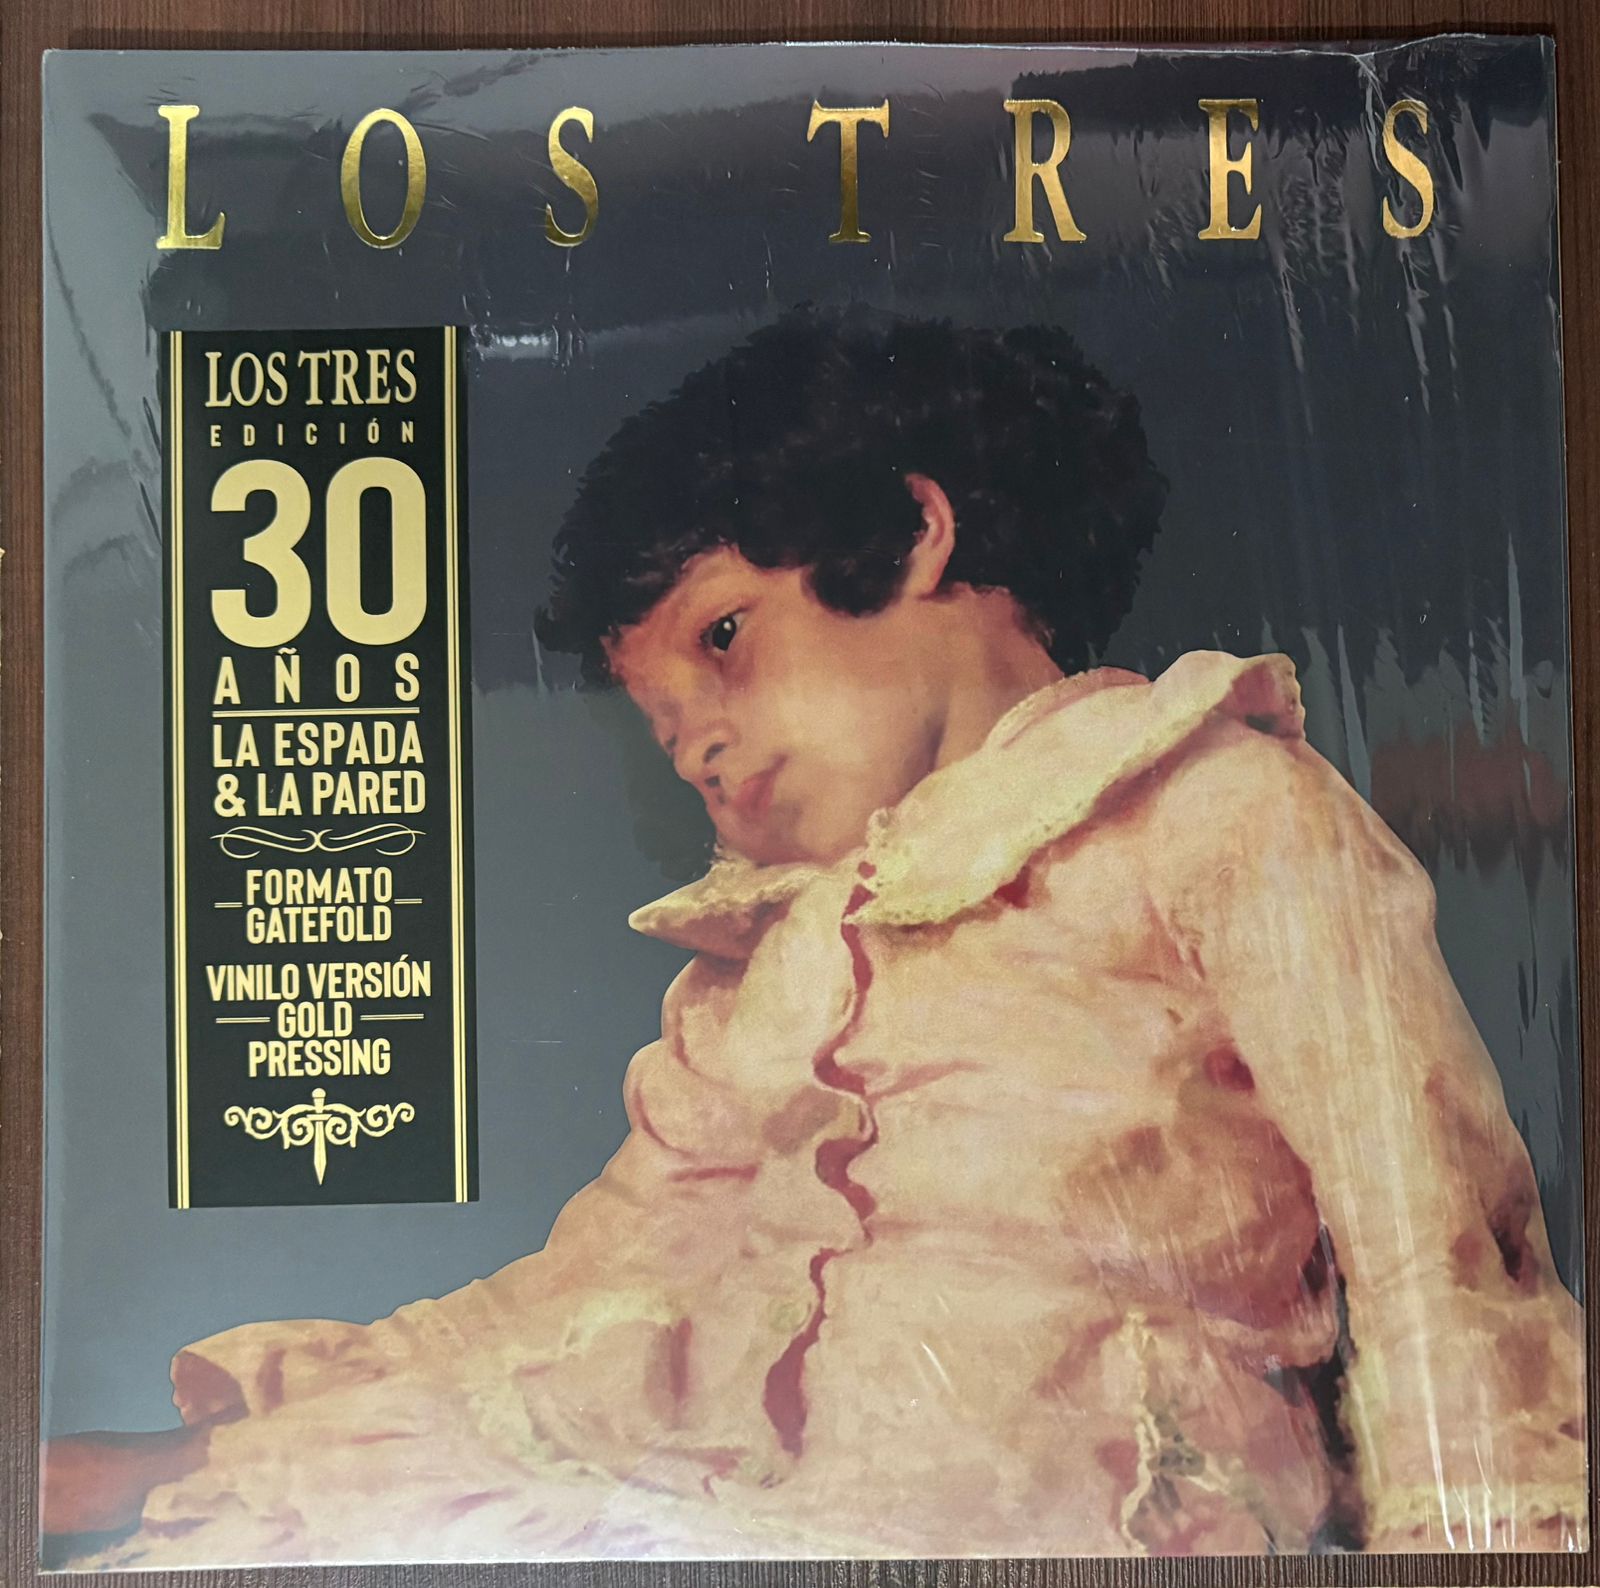 LOS TRES
LOS TRES
EDICIÓN
30
AÑOS
LA ESPADA
& LA PARED
FORMATO
GATEFOLD
VINILO VERSIÓN
GOLD
PRESSING